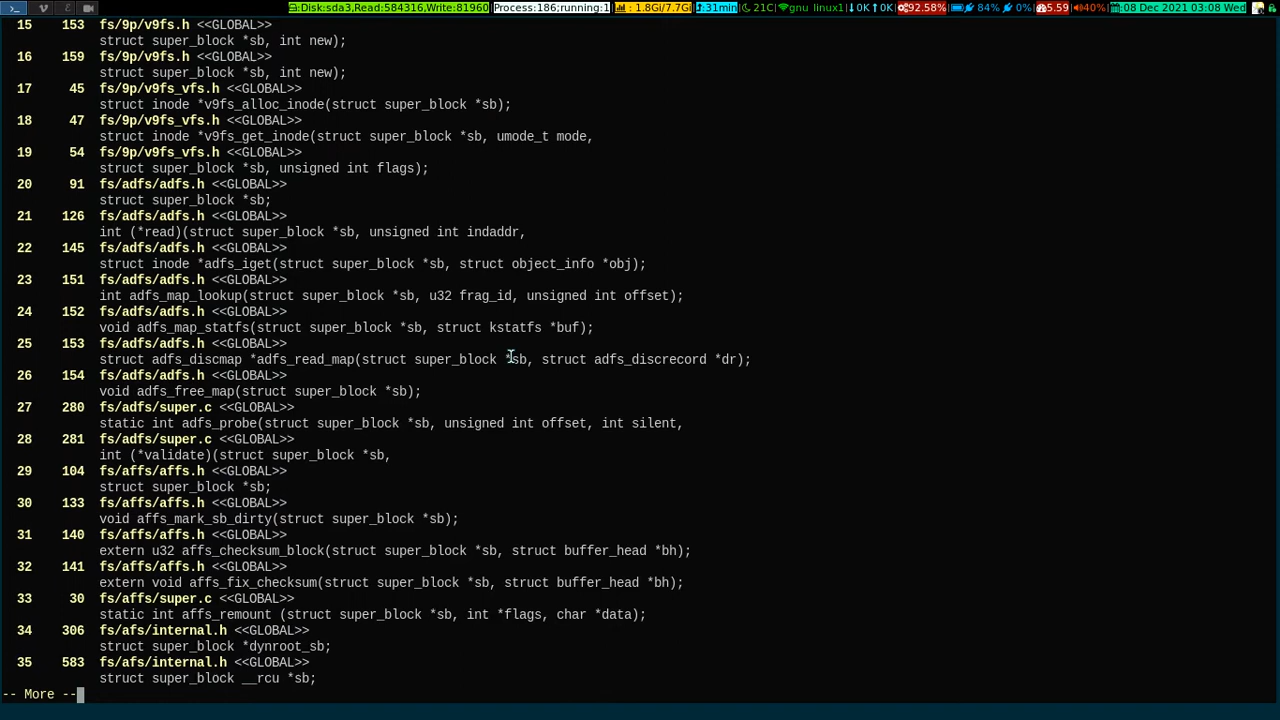 Disk:sda3,Read:584316,Write:81960 Process:186;running:1 : 1.8Gi/7.7Gi :31min 21C gnu linux1 0K 0K 92.58% 84% 0% 5.59 40% :08 Dec 2021 03:08 Wed
15 153 fs/9p/v9fs.h <<GLOBAL>>
struct super_block *sb, int new);
16 159 fs/9p/v9fs.h <<GLOBAL>>
struct super_block *sb, int new);
17 45 fs/9p/v9fs_vfs.h <<GLOBAL>>
struct inode *v9fs_alloc_inode(struct super_block *sb);
18 47 fs/9p/v9fs_vfs.h <<GLOBAL>>
struct inode *v9fs_get_inode(struct super_block *sb, umode_t mode,
19 54 fs/9p/v9fs_vfs.h <<GLOBAL>>
struct super_block *sb, unsigned int flags);
20 91 fs/adfs/adfs.h <<GLOBAL>>
struct super_block *sb;
21 126 fs/adfs/adfs.h <<GLOBAL>>
int (*read)(struct super_block *sb, unsigned int indaddr,
22 145 fs/adfs/adfs.h <<GLOBAL>>
struct inode *adfs_iget(struct super_block *sb, struct object_info *obj);
23 151 fs/adfs/adfs.h <<GLOBAL>>
int adfs_map_lookup(struct super_block *sb, u32 frag_id, unsigned int offset);
24 152 fs/adfs/adfs.h <<GLOBAL>>
void adfs_map_statfs(struct super_block *sb, struct kstatfs *buf);
25 153 fs/adfs/adfs.h <<GLOBAL>>
struct adfs_discmap *adfs_read_map(struct super_block *sb, struct adfs_discrecord *dr);
26 154 fs/adfs/adfs.h <<GLOBAL>>
void adfs_free_map(struct super_block *sb);
27 280 fs/adfs/super.c <<GLOBAL>>
static int adfs_probe(struct super_block *sb, unsigned int offset, int silent,
28 281 fs/adfs/super.c <<GLOBAL>>
int (*validate)(struct super_block *sb,
29 104 fs/affs/affs.h <<GLOBAL>>
struct super_block *sb;
30 133 fs/affs/affs.h <<GLOBAL>>
void affs_mark_sb_dirty(struct super_block *sb);
31 140 fs/affs/affs.h <<GLOBAL>>
extern u32 affs_checksum_block(struct super_block *sb, struct buffer_head *bh);
32 141 fs/affs/affs.h <<GLOBAL>>
extern void affs_fix_checksum(struct super_block *sb, struct buffer_head *bh);
33 30 fs/affs/super.c <<GLOBAL>>
static int affs_remount (struct super_block *sb, int *flags, char *data);
34 306 fs/afs/internal.h <<GLOBAL>>
struct super_block *dynroot_sb;
35 583 fs/afs/internal.h <<GLOBAL>>
struct super_block __rcu *sb;
-- More --